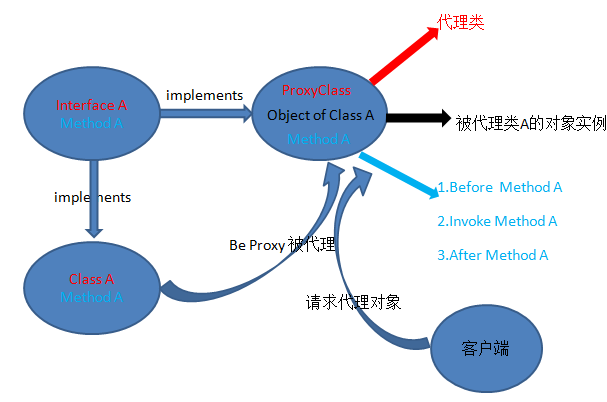 代理类
ProxyClass
implements
Interface A
Object of Class A
Method A
被代理类A的对象实例
Method A
1.Before Method A
implements
2.Invoke Method A
Be Proxy 被代理
3.After Method A
Class A
Method A
请求代理对象
客户端